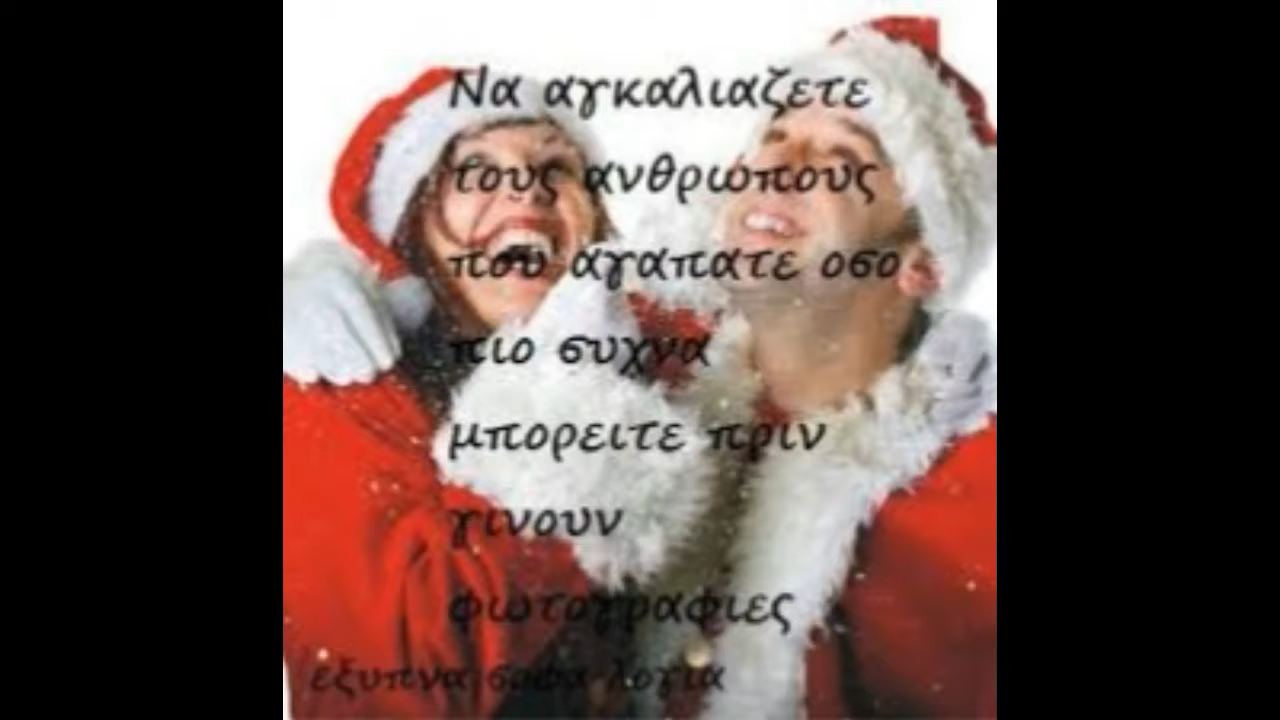 Να αγκαλιαζετε
τους ανθρωπους
που αγαπατε οσο
πιο συχνα
μπορειτε πριν
γινουν
φωτογραφιες
εξυπνα σοφα λογια